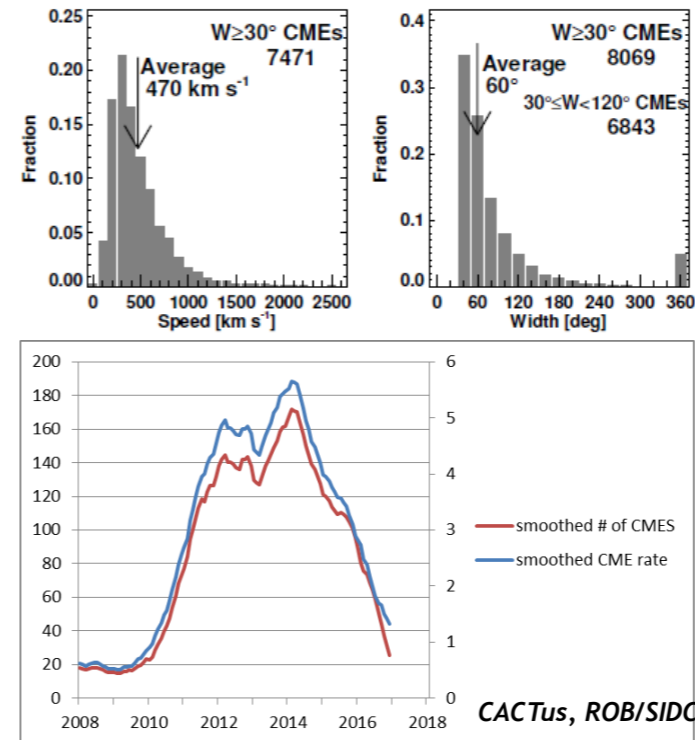 0.25
0.20
0.15
0.10
0.05
0.00
Fraction
W≥30° CMEs
7471
Average
470 km s⁻¹
0 500 1000 1500 2000 2500
Speed [km s⁻¹]
0.4
0.3
0.2
0.1
0.0
Fraction
W≥30° CMEs
8069
Average
60°
30°≤W<120° CMEs
6843
0 60 120 180 240 300 360
Width [deg]
200
180
160
140
120
100
80
60
40
20
0
6
5
4
3
2
1
0
2008 2010 2012 2014 2016 2018
smoothed # of CMES
smoothed CME rate
CACTus, ROB/SIDC